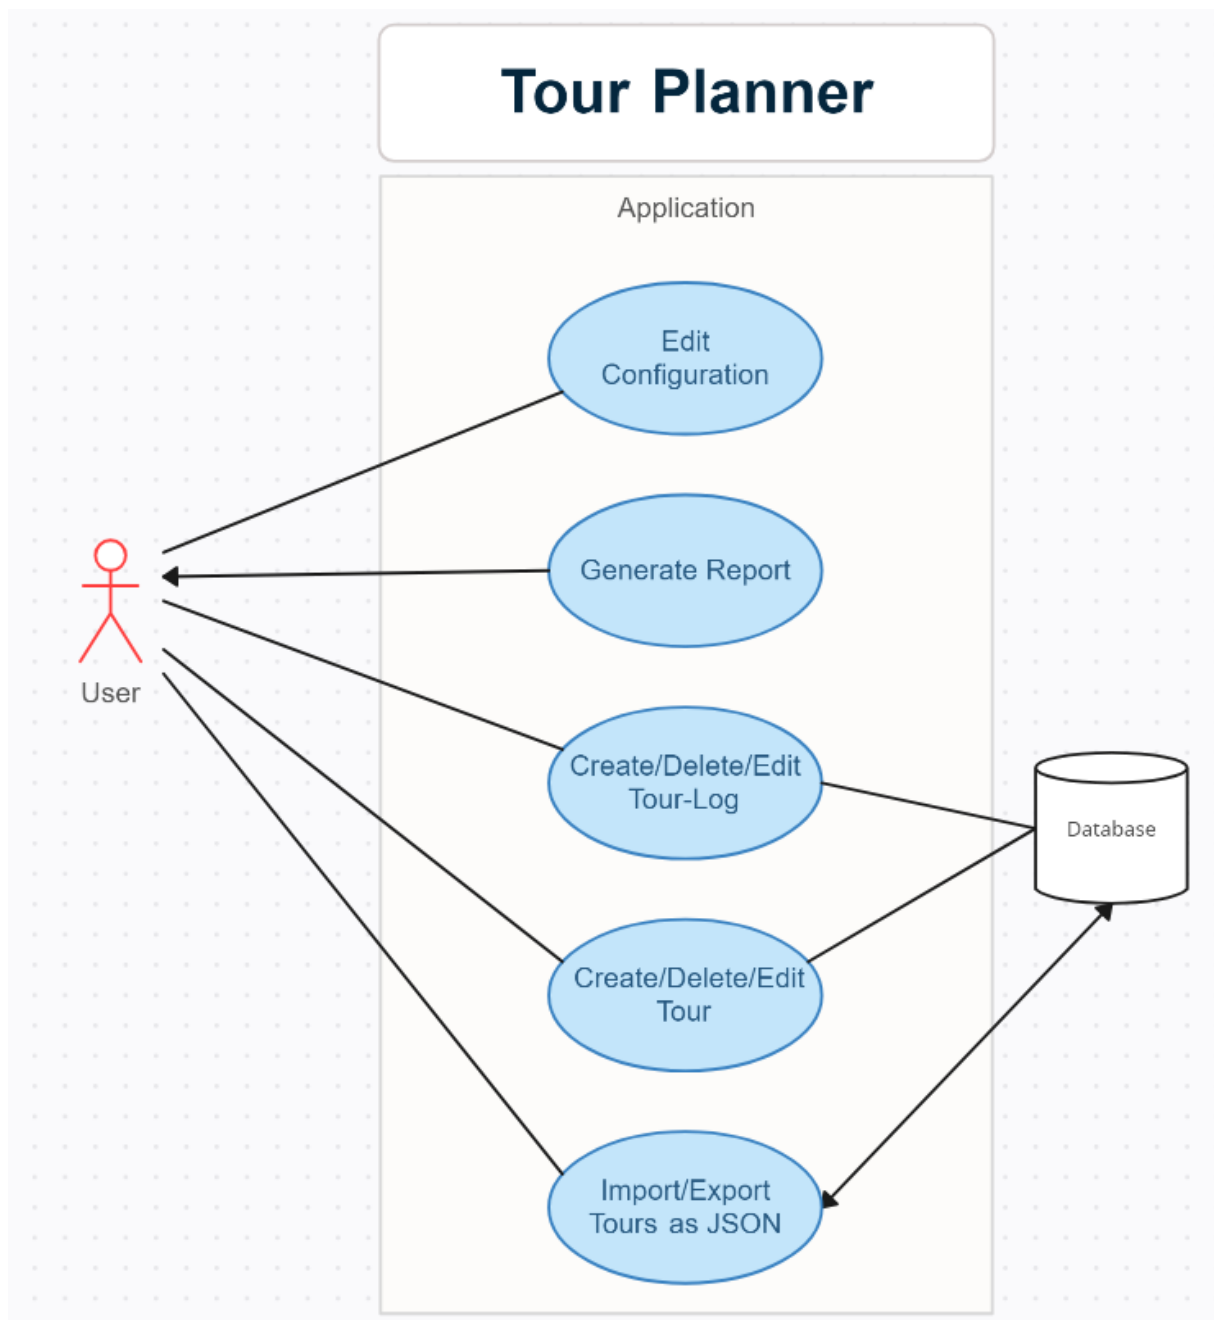 Tour Planner
Application
Edit
Configuration
Generate Report
User
Create/Delete/Edit
Tour-Log
Database
Create/Delete/Edit
Tour
Import/Export
Tours as JSON